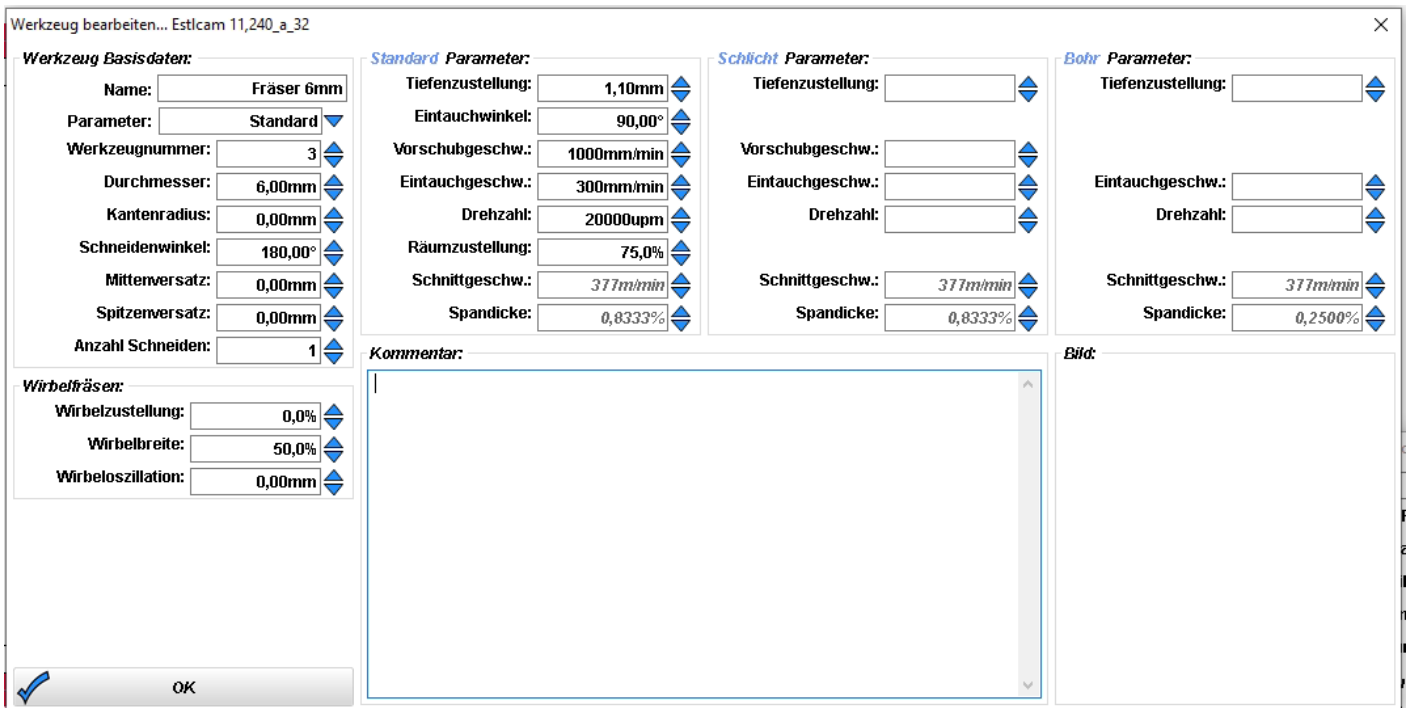 Werkzeug bearbeiten... Estlcam 11,240_a_32
Werkzeug Basisdaten:
Name: Fräser 6mm
Parameter: Standard
Werkzeugnummer: 3
Durchmesser: 6,00mm
Kantenradius: 0,00mm
Schneidenwinkel: 180,00°
Mittenversatz: 0,00mm
Spitzenversatz: 0,00mm
Anzahl Schneiden: 1
Wirbelfräsen:
Wirbelzustellung: 0,0%
Wirbelbreite: 50,0%
Wirbeloszillation: 0,00mm
OK
Standard Parameter:
Tiefenzustellung: 1,10mm
Eintauchwinkel: 90,00°
Vorschubgeschw.: 1000mm/min
Eintauchgeschw.: 300mm/min
Drehzahl: 20000upm
Räumzustellung: 75,0%
Schnittgeschw.: 377m/min
Spandicke: 0,8333%
Schlicht Parameter:
Tiefenzustellung:
Vorschubgeschw.:
Eintauchgeschw.:
Drehzahl:
Schnittgeschw.: 377m/min
Spandicke: 0,8333%
Bohr Parameter:
Tiefenzustellung:
Eintauchgeschw.:
Drehzahl:
Schnittgeschw.: 377m/min
Spandicke: 0,2500%
Kommentar:
Bild: